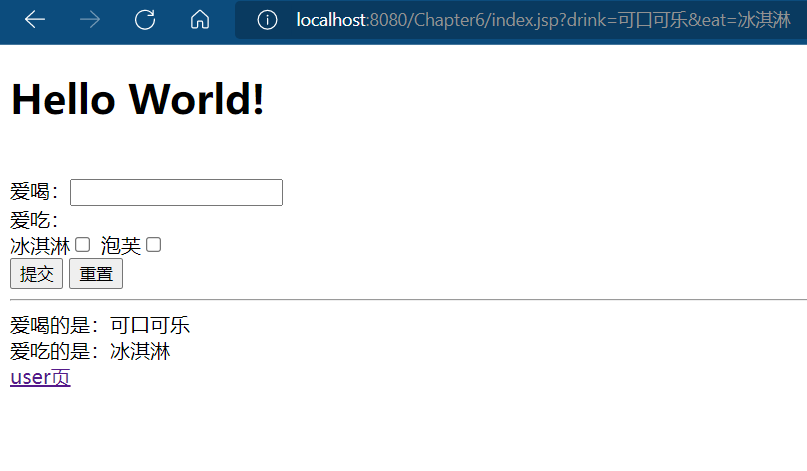 localhost:8080/Chapter6/index.jsp?drink=可口可乐&eat=冰淇淋
Hello World!
爱喝：
爱吃：
冰淇淋 泡芙
提交 重置
爱喝的是：可口可乐
爱吃的是：冰淇淋
user页